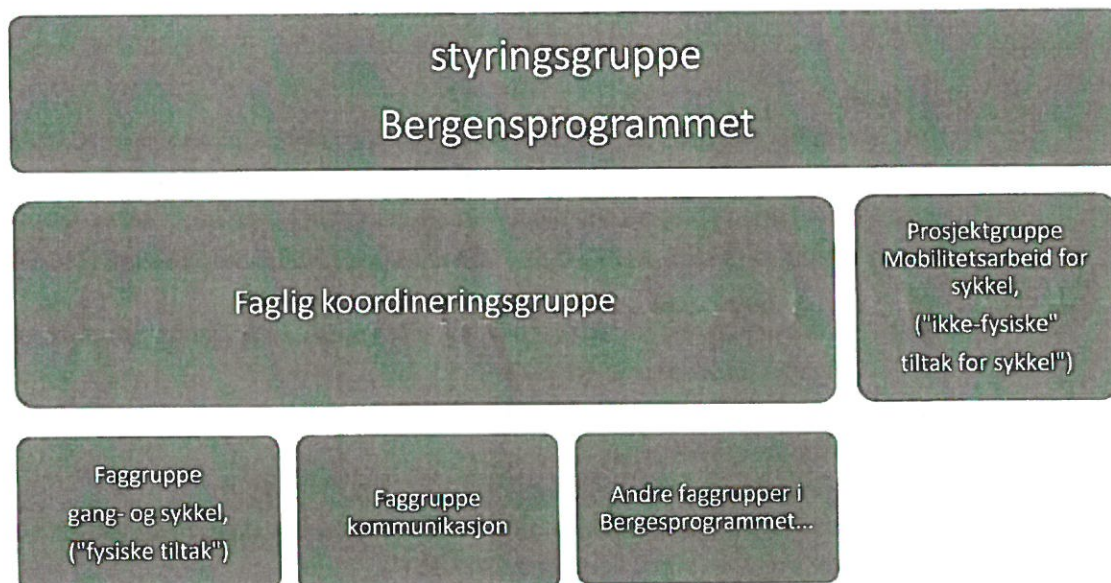 styringsgruppe
Bergensprogrammet
Faglig koordineringsgruppe
Prosjektgruppe
Mobilitetsarbeid for
sykkel,
("ikke-fysiske"
tiltak for sykkel")
Faggruppe
gang- og sykkel,
("fysiske tiltak")
Faggruppe
kommunikasjon
Andre faggrupper i
Bergesprogrammet...